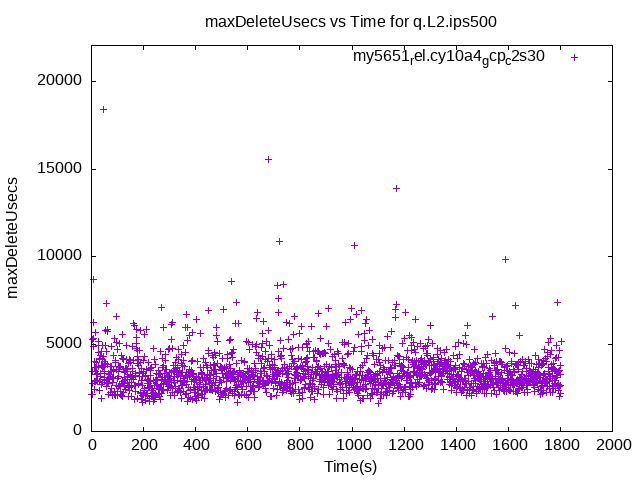 maxDeleteUsecs vs Time for q.L2.ips500
my5651rel.cy10a4gcpc2s30
maxDeleteUsecs
20000
15000
10000
5000
0
0 200 400 600 800 1000 1200 1400 1600 1800 2000
Time(s)